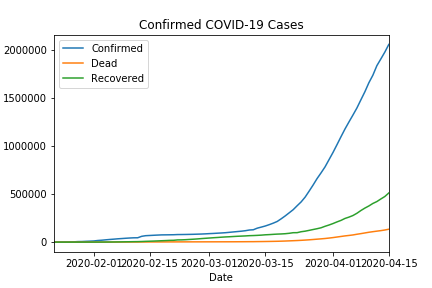 Confirmed COVID-19 Cases
Confirmed
Dead
Recovered
2000000
1500000
1000000
500000
0
2020-02-01
2020-02-15
2020-03-01
2020-03-15
2020-04-01
2020-04-15
Date